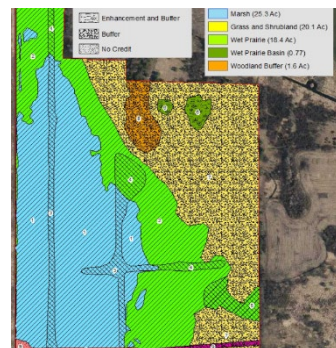 Enhancement and Buffer
Buffer
No Credit
Marsh (25.3 Ac)
Grass and Shrubland (20.1 Ac)
Wet Prairie (18.4 Ac)
Wet Prairie Basin (0.77)
Woodland Buffer (1.6 Ac)